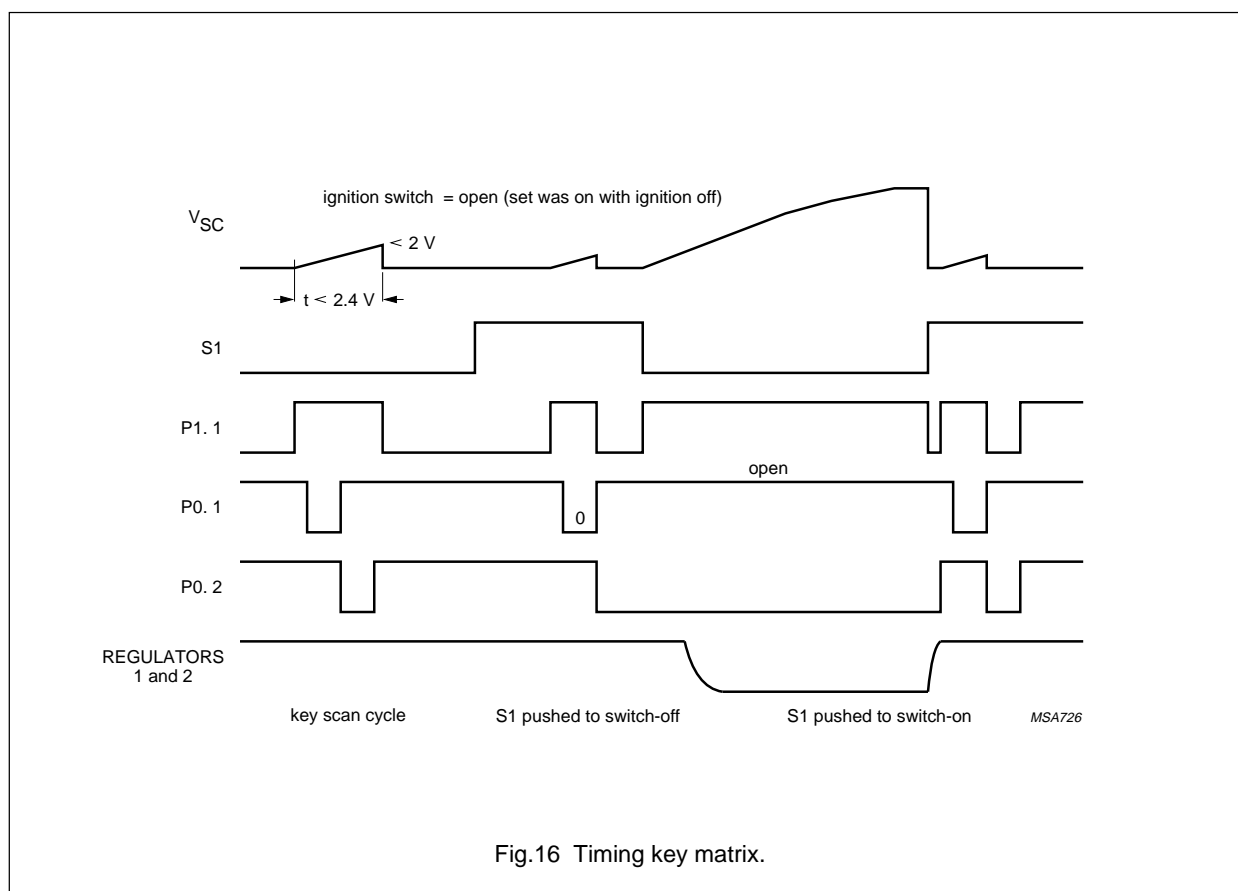 ignition switch = open (set was on with ignition off)
VSC
< 2 V
t < 2.4 V
S1
P1. 1
open
P0. 1
0
P0. 2
REGULATORS
1 and 2
key scan cycle
S1 pushed to switch-off
S1 pushed to switch-on
MSA726
Fig.16 Timing key matrix.